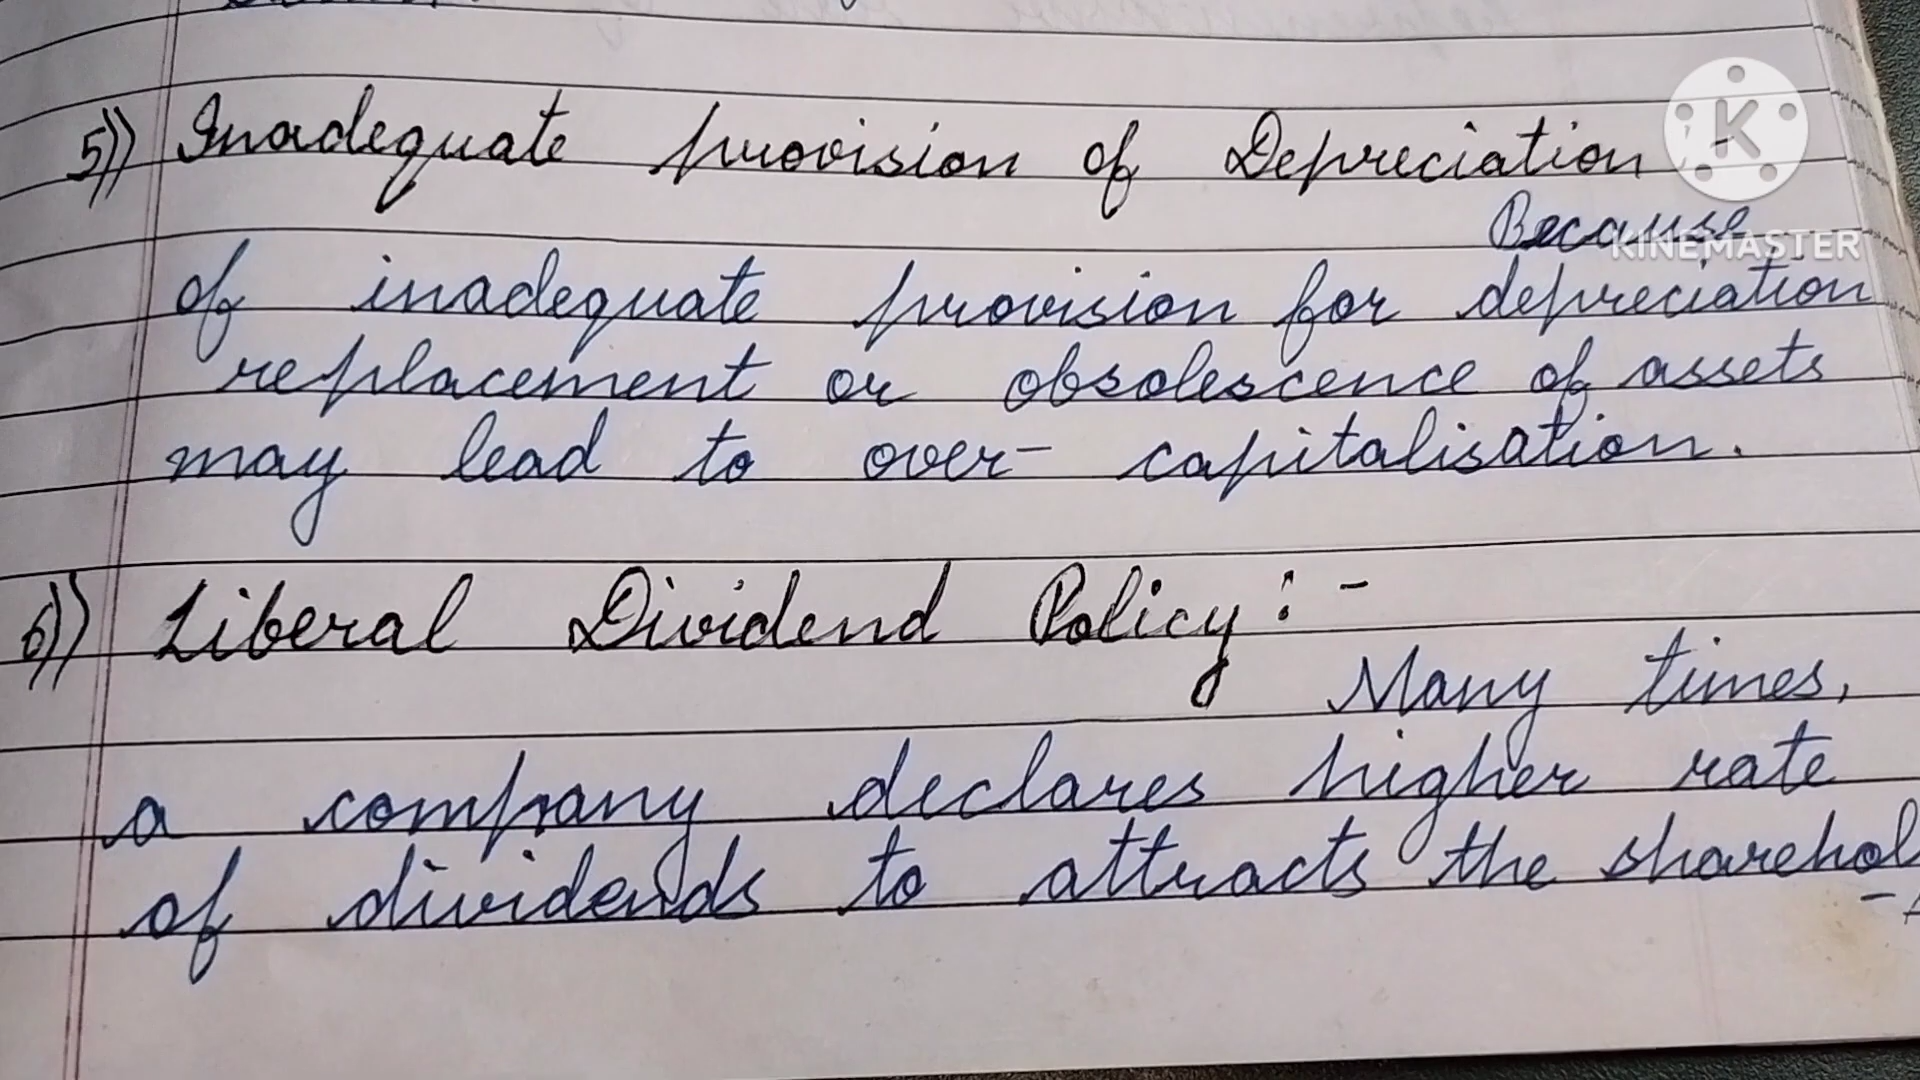 5)) Inadequate provision of Depreciation :-
Because
of inadequate provision for depreciation
replacement or obsolescence of assets
may lead to over- capitalisation.
6)) Liberal Dividend Policy : -
Many times,
a company declares higher rate
of dividends to attracts the sharehol
K
KINEMASTER